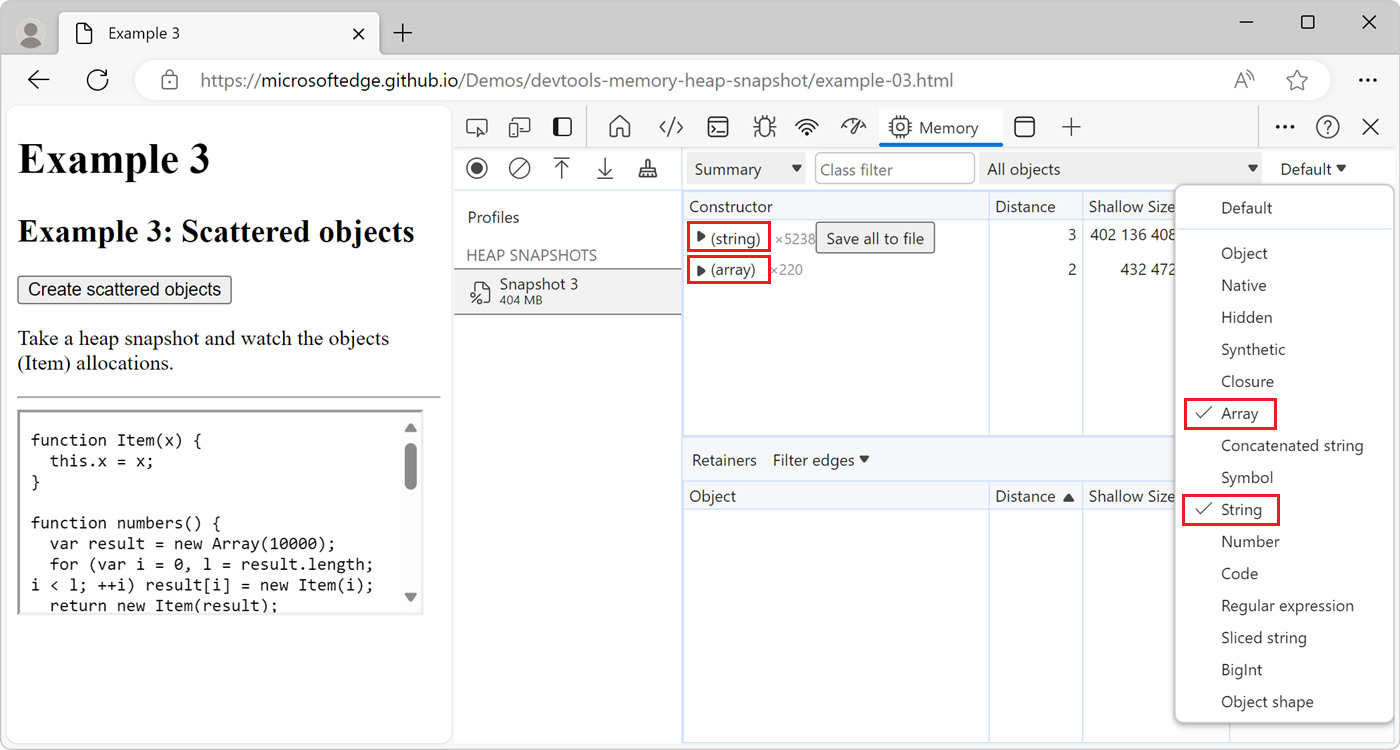 Example 3
https://microsoftedge.github.io/Demos/devtools-memory-heap-snapshot/example-03.html
Example 3
Example 3: Scattered objects
Create scattered objects
Take a heap snapshot and watch the objects
(Item) allocations.
function Item(x) {
this.x = x;
}
function numbers() {
var result = new Array(10000);
for (var i = 0, l = result.length;
i < l; ++i) result[i] = new Item(i);
return new Item(result);
Memory
Profiles
HEAP SNAPSHOTS
Snapshot 3
404 MB
Summary
Class filter
All objects
Default
Constructor Distance Shallow Size
(string) ×5238 Save all to file 3 402 136 408
(array) ×220 2 432 472
Retainers Filter edges
Object Distance Shallow Size
Default
Object
Native
Hidden
Synthetic
Closure
Array
Concatenated string
Symbol
String
Number
Code
Regular expression
Sliced string
BigInt
Object shape